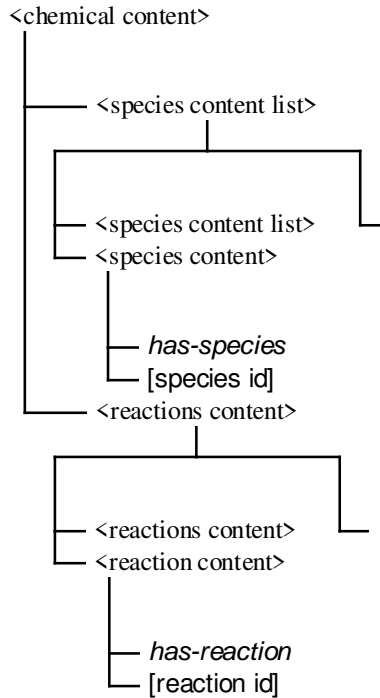 <chemical content>
<species content list>
<species content list>
<species content>
has-species
[species id]
<reactions content>
<reactions content>
<reaction content>
has-reaction
[reaction id]